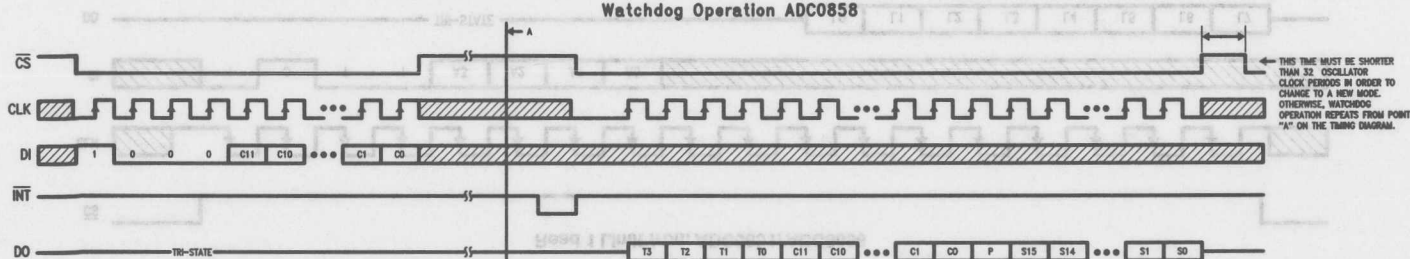 Watchdog Operation ADC0858
A
CS
THIS TIME MUST BE SHORTER
THAN 32 OSCILLATOR
CLOCK PERIODS IN ORDER TO
CHANGE TO A NEW MODE.
OTHERWISE, WATCHDOG
OPERATION REPEATS FROM POINT
"A" ON THE TIMING DIAGRAM.
CLK
DI 1 0 0 0 C11 C10 ••• C1 C0
INT
DO TRI-STATE T3 T2 T1 T0 C11 C10 ••• C1 C0 P S15 S14 ••• S1 S0